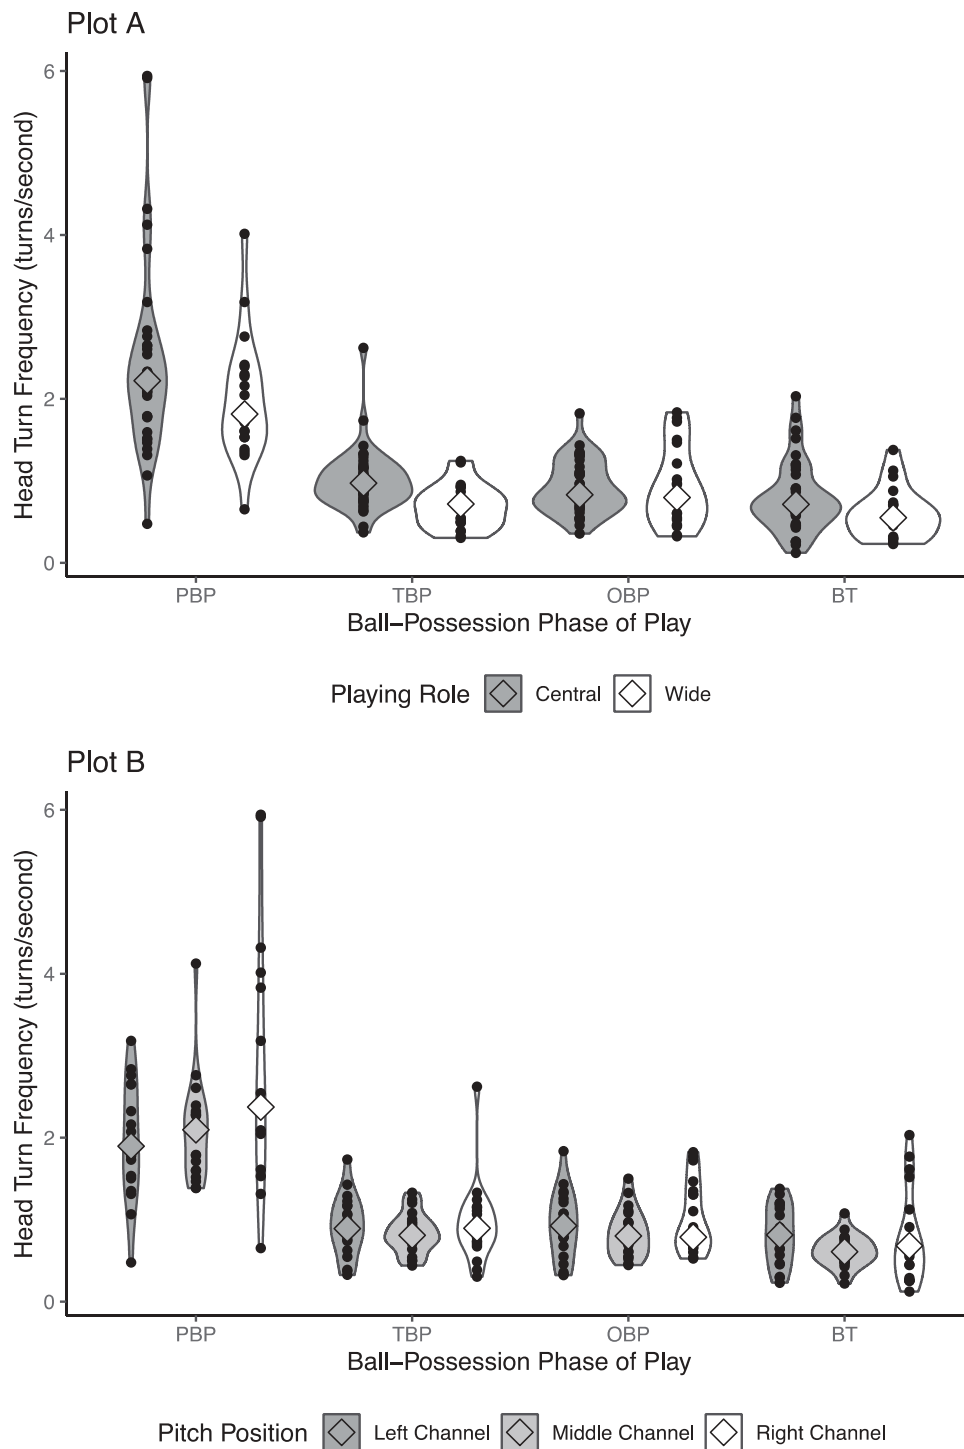 Plot A
6
4
2
0
Head Turn Frequency (turns/second)
PBP TBP OBP BT
Ball–Possession Phase of Play
Playing Role Central Wide
Plot B
6
4
2
0
Head Turn Frequency (turns/second)
PBP TBP OBP BT
Ball–Possession Phase of Play
Pitch Position Left Channel Middle Channel Right Channel